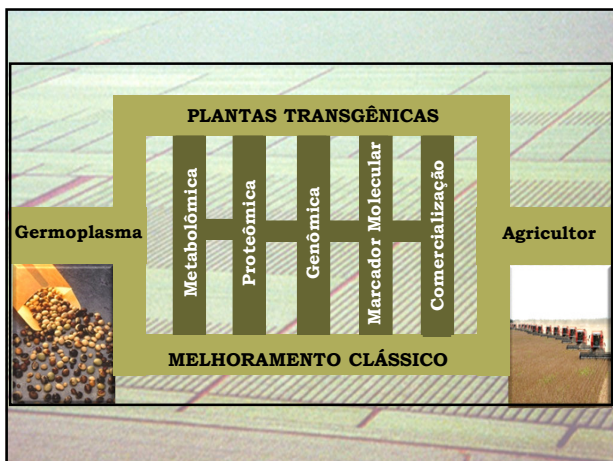 PLANTAS TRANSGÊNICAS
Germoplasma
Metabolômica
Proteômica
Genômica
Marcador Molecular
Comercialização
Agricultor
MELHORAMENTO CLÁSSICO